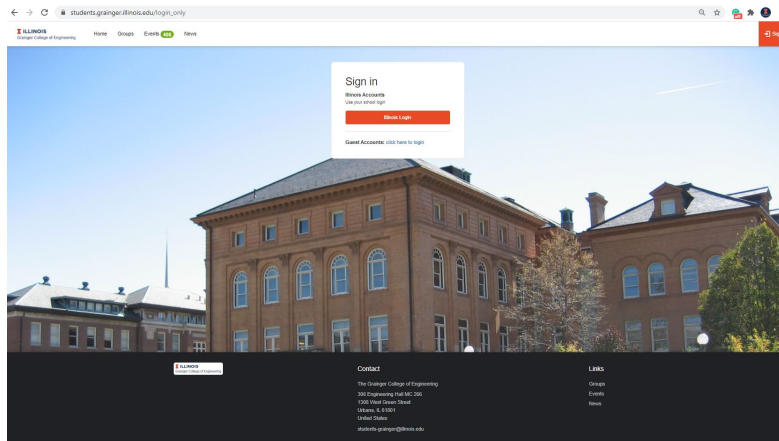 students.grainger.illinois.edu/login_only
off
ILLINOIS
Grainger College of Engineering
Home Groups Events News
Sign in
Illinois Accounts
Use your school login
Illinois Login
Guest Accounts: click here to login
ILLINOIS
Grainger College of Engineering
Contact
The Grainger College of Engineering
306 Engineering Hall MC 266
1308 West Green Street
Urbana, IL 61801
United States
students-grainger@illinois.edu
Links
Groups
Events
News